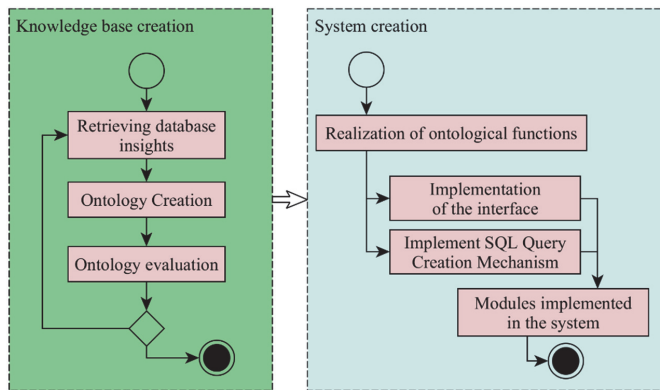 Knowledge base creation
Retrieving database
insights
Ontology Creation
Ontology evaluation
System creation
Realization of ontological functions
Implementation
of the interface
Implement SQL Query
Creation Mechanism
Modules implemented
in the system